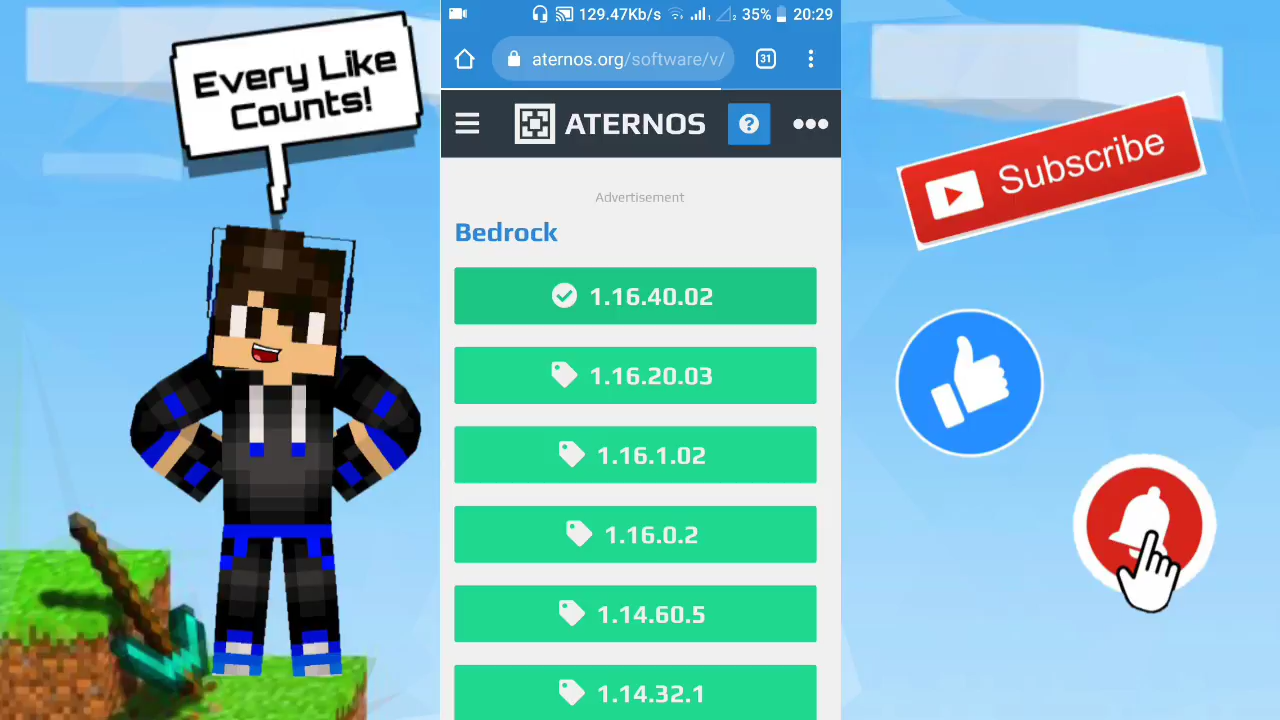 Every Like
Counts!
129.47Kb/s 35% 20:29
aternos.org/software/v/ 31
ATERNOS ?
Advertisement
Bedrock
1.16.40.02
1.16.20.03
1.16.1.02
1.16.0.2
1.14.60.5
1.14.32.1
Subscribe